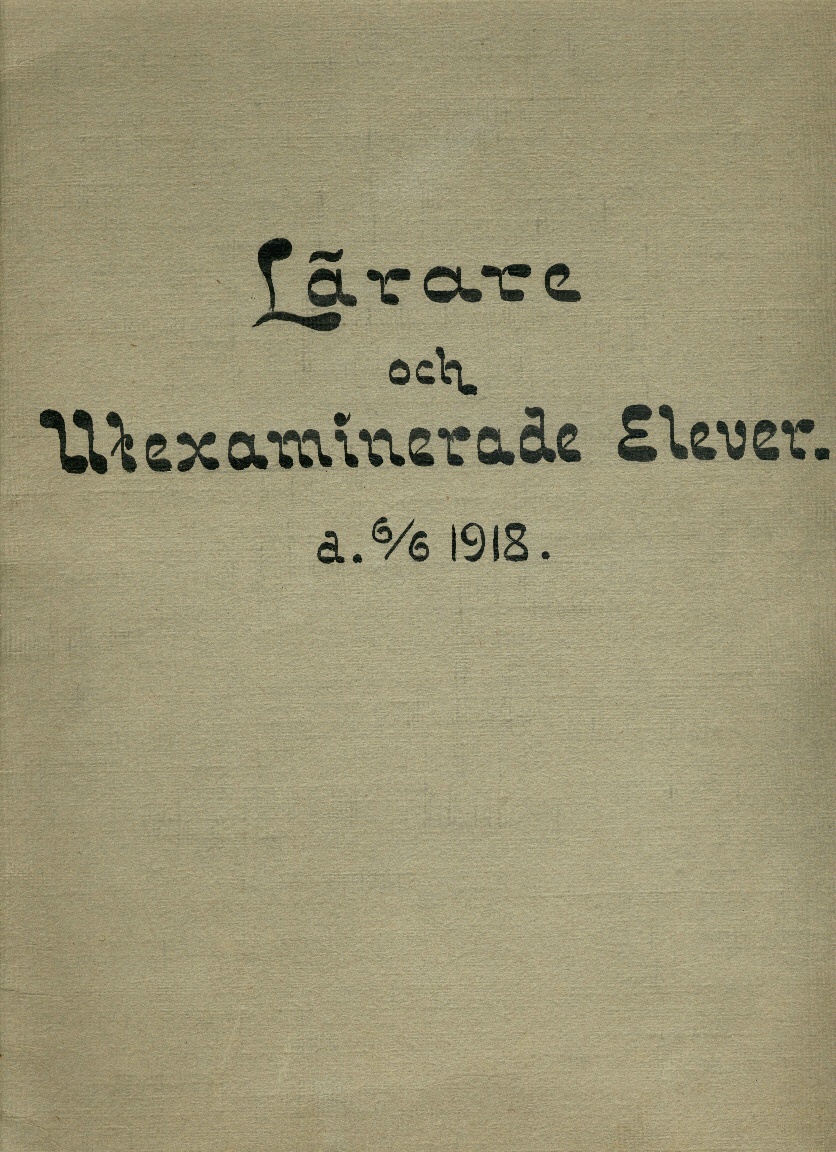 Lärare
och
Utexaminerade Elever.
a. 6/6 1918.